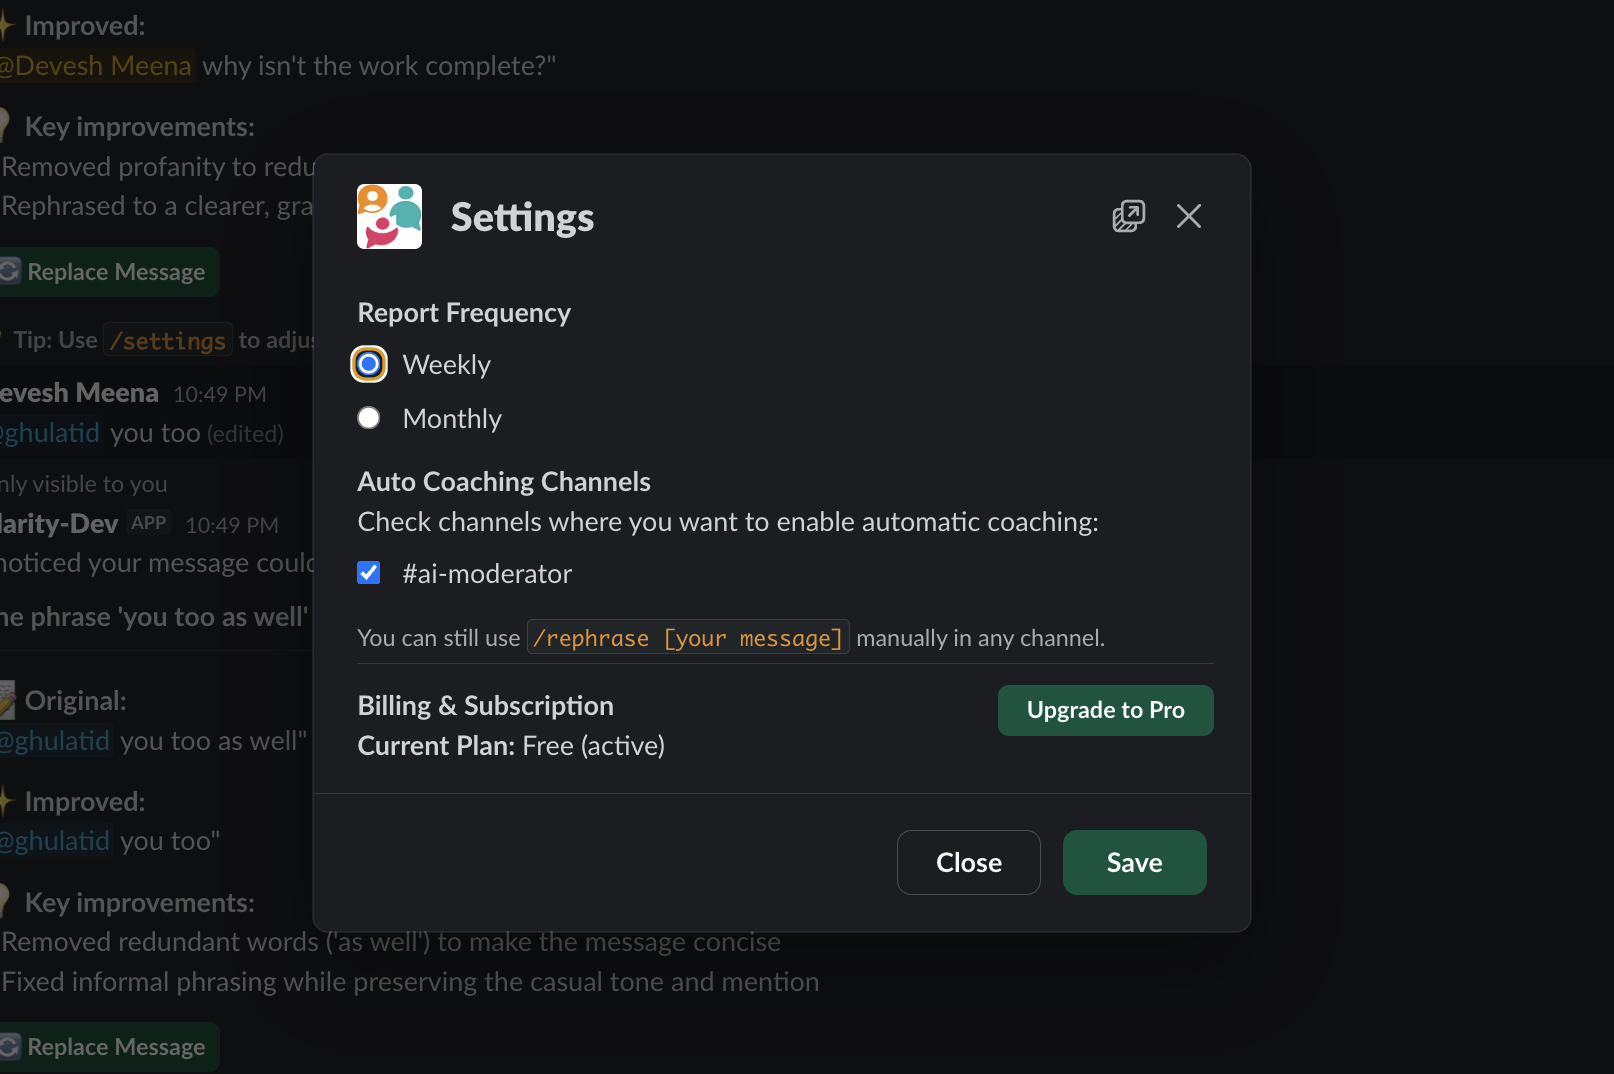 Improved:
@Devesh Meena why isn't the work complete?"
Key improvements:
Removed profanity to redu
Rephrased to a clearer, gra
Replace Message
Tip: Use /settings to adjus
evesh Meena 10:49 PM
@ghulatid you too (edited)
nly visible to you
larity-Dev APP 10:49 PM
noticed your message could
he phrase 'you too as well'
Original:
@ghulatid you too as well"
Improved:
@ghulatid you too"
Key improvements:
Removed redundant words ('as well') to make the message concise
Fixed informal phrasing while preserving the casual tone and mention
Replace Message
Settings
Report Frequency
Weekly
Monthly
Auto Coaching Channels
Check channels where you want to enable automatic coaching:
#ai-moderator
You can still use /rephrase [your message] manually in any channel.
Billing & Subscription
Upgrade to Pro
Current Plan: Free (active)
Close
Save